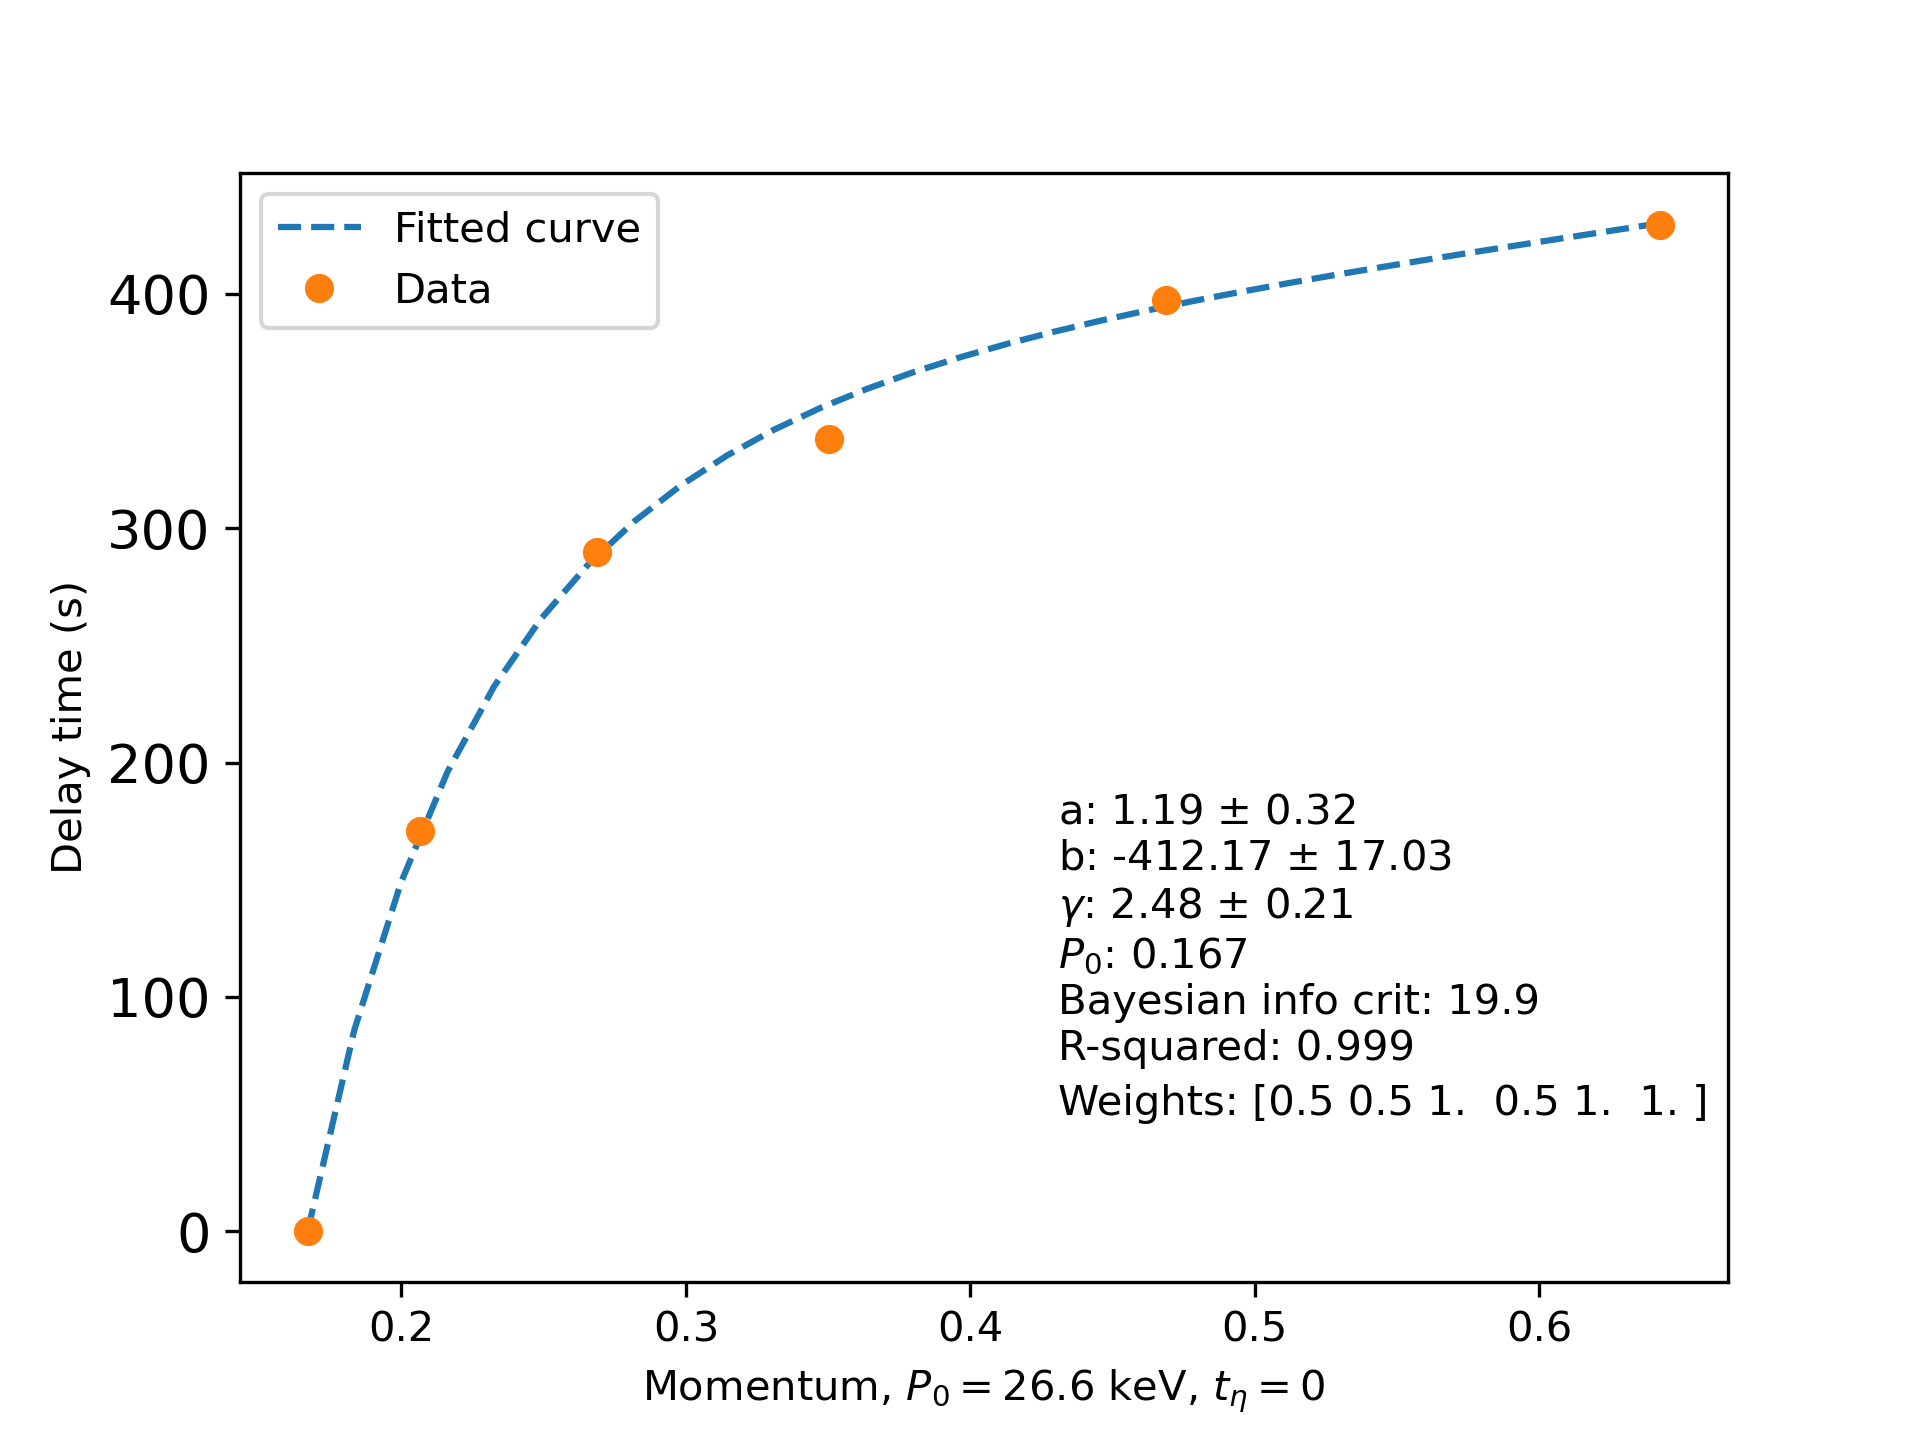 Fitted curve
Data
400
300
200
100
0
Delay time (s)
a: 1.19 ± 0.32
b: -412.17 ± 17.03
γ: 2.48 ± 0.21
P₀: 0.167
Bayesian info crit: 19.9
R-squared: 0.999
Weights: [0.5 0.5 1.  0.5 1.  1. ]
0.2 0.3 0.4 0.5 0.6
Momentum, P₀ = 26.6 keV, t_η = 0